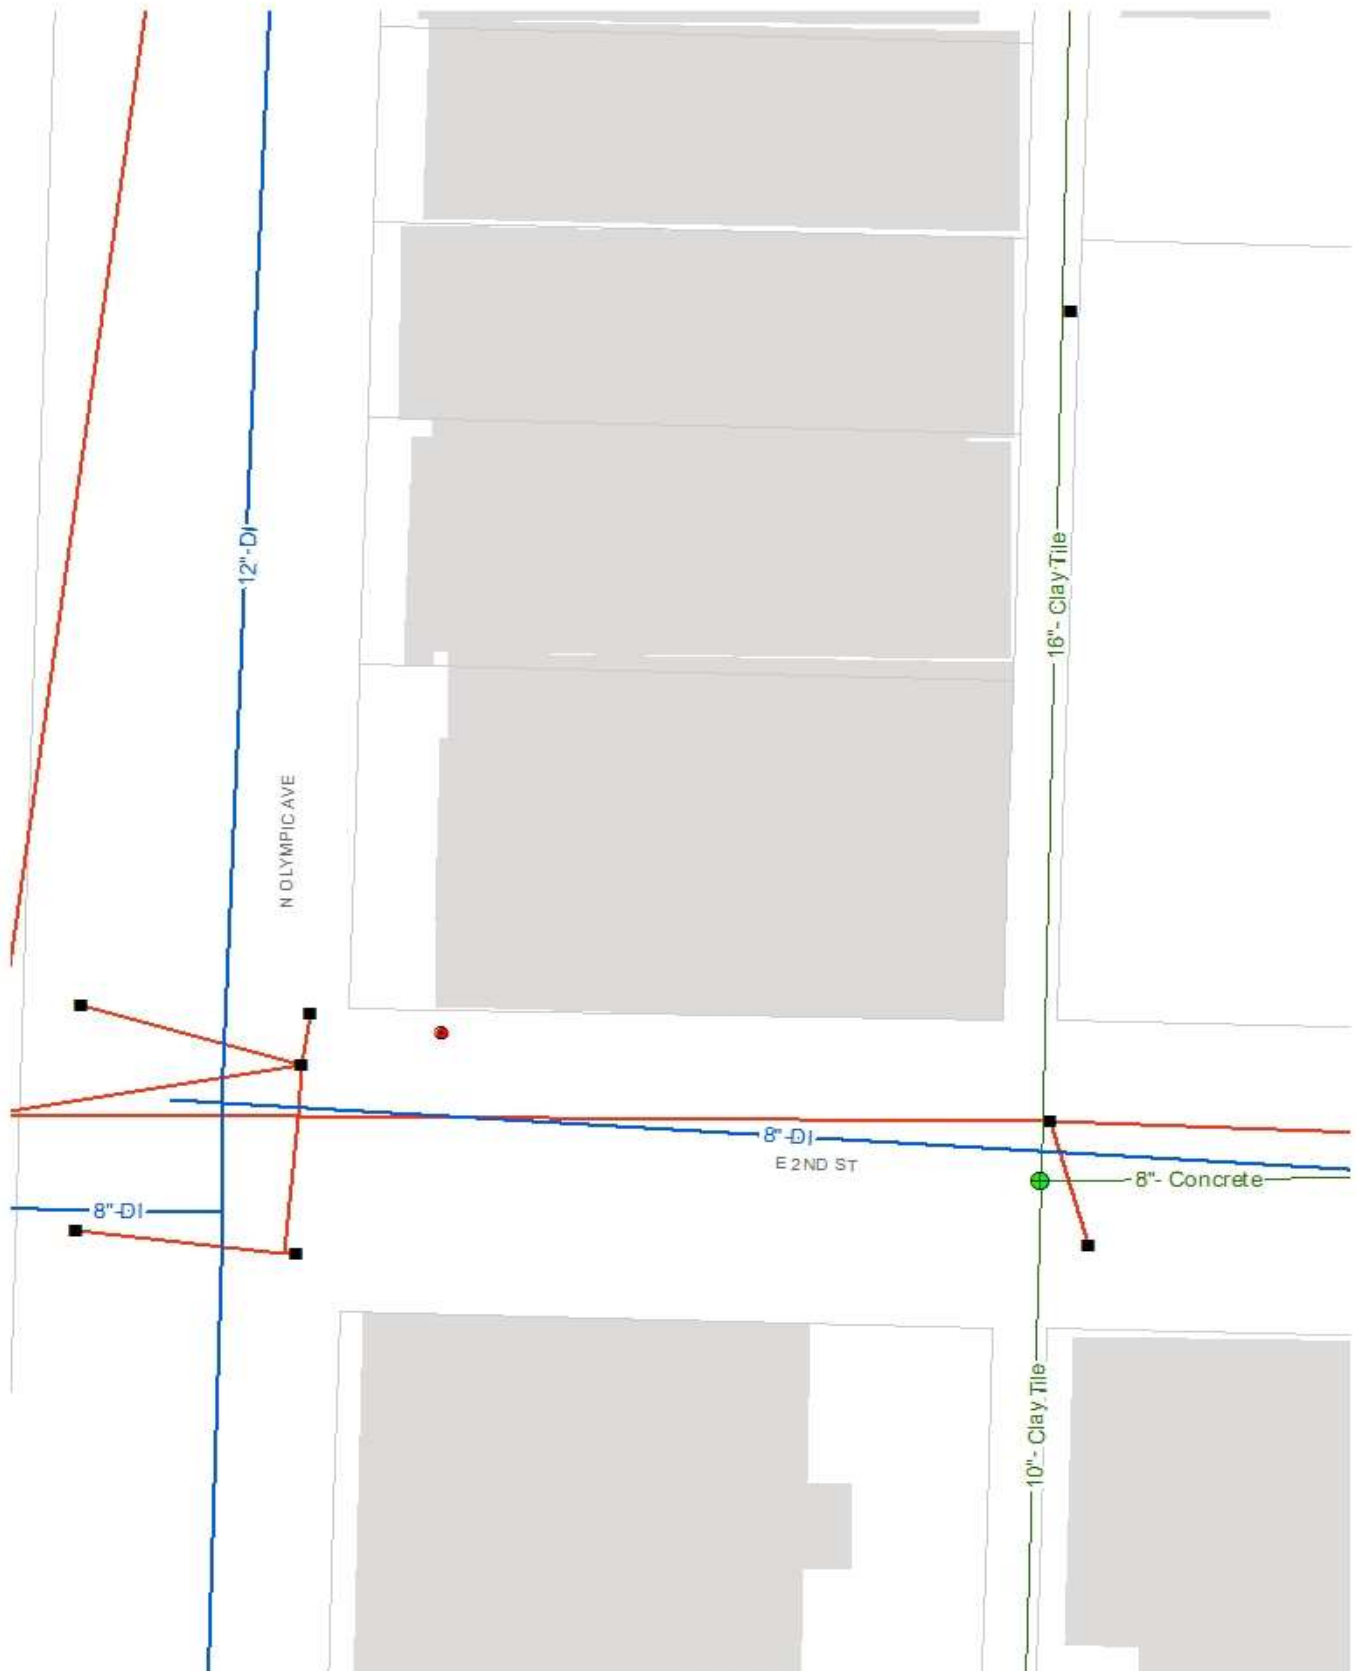 12"-DI
16"- Clay Tile
N OLYMPIC AVE
8"-DI
E 2ND ST
8"- Concrete
8"-DI
10"- Clay Tile